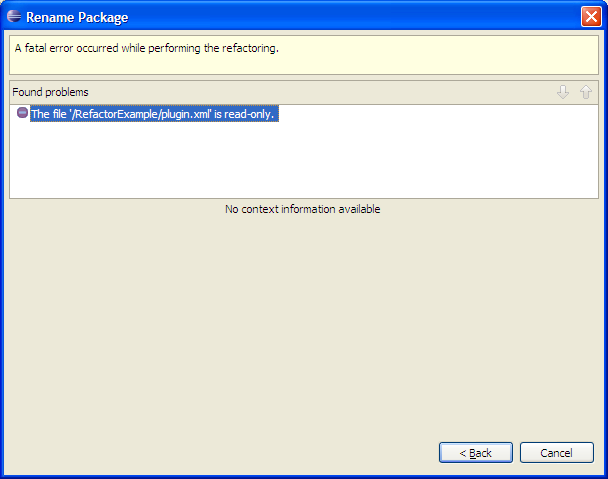 Rename Package
A fatal error occurred while performing the refactoring.
Found problems
The file '/RefactorExample/plugin.xml' is read-only.
No context information available
< Back
Cancel